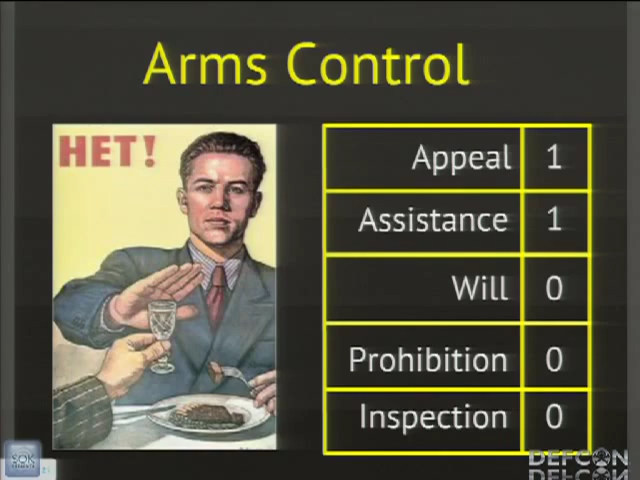 Arms Control
НЕТ!
Appeal 1
Assistance 1
Will 0
Prohibition 0
Inspection 0
DEFCON